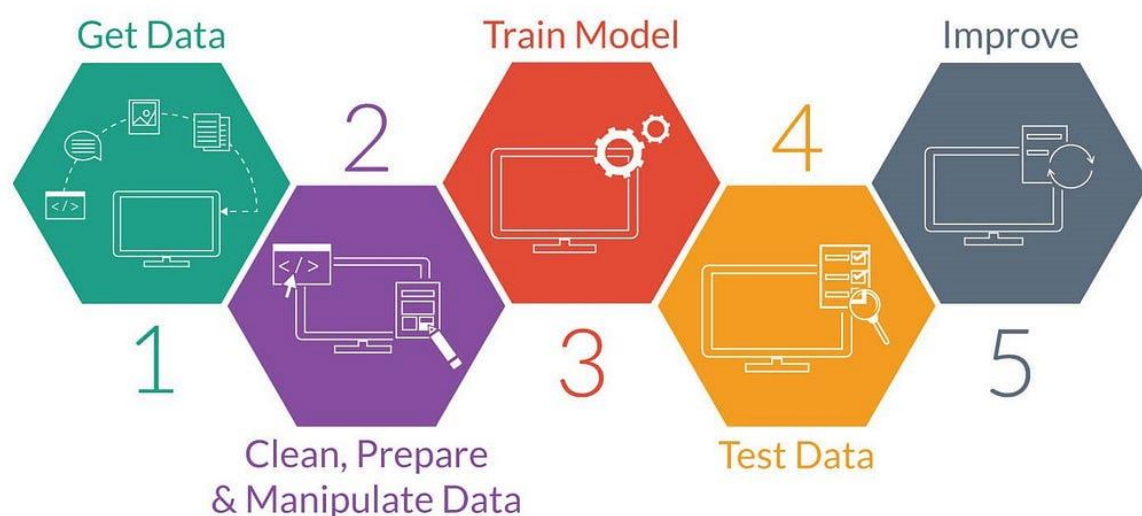 Get Data
</>
1
2
</>
Clean, Prepare
& Manipulate Data
Train Model
3
4
Test Data
Improve
5